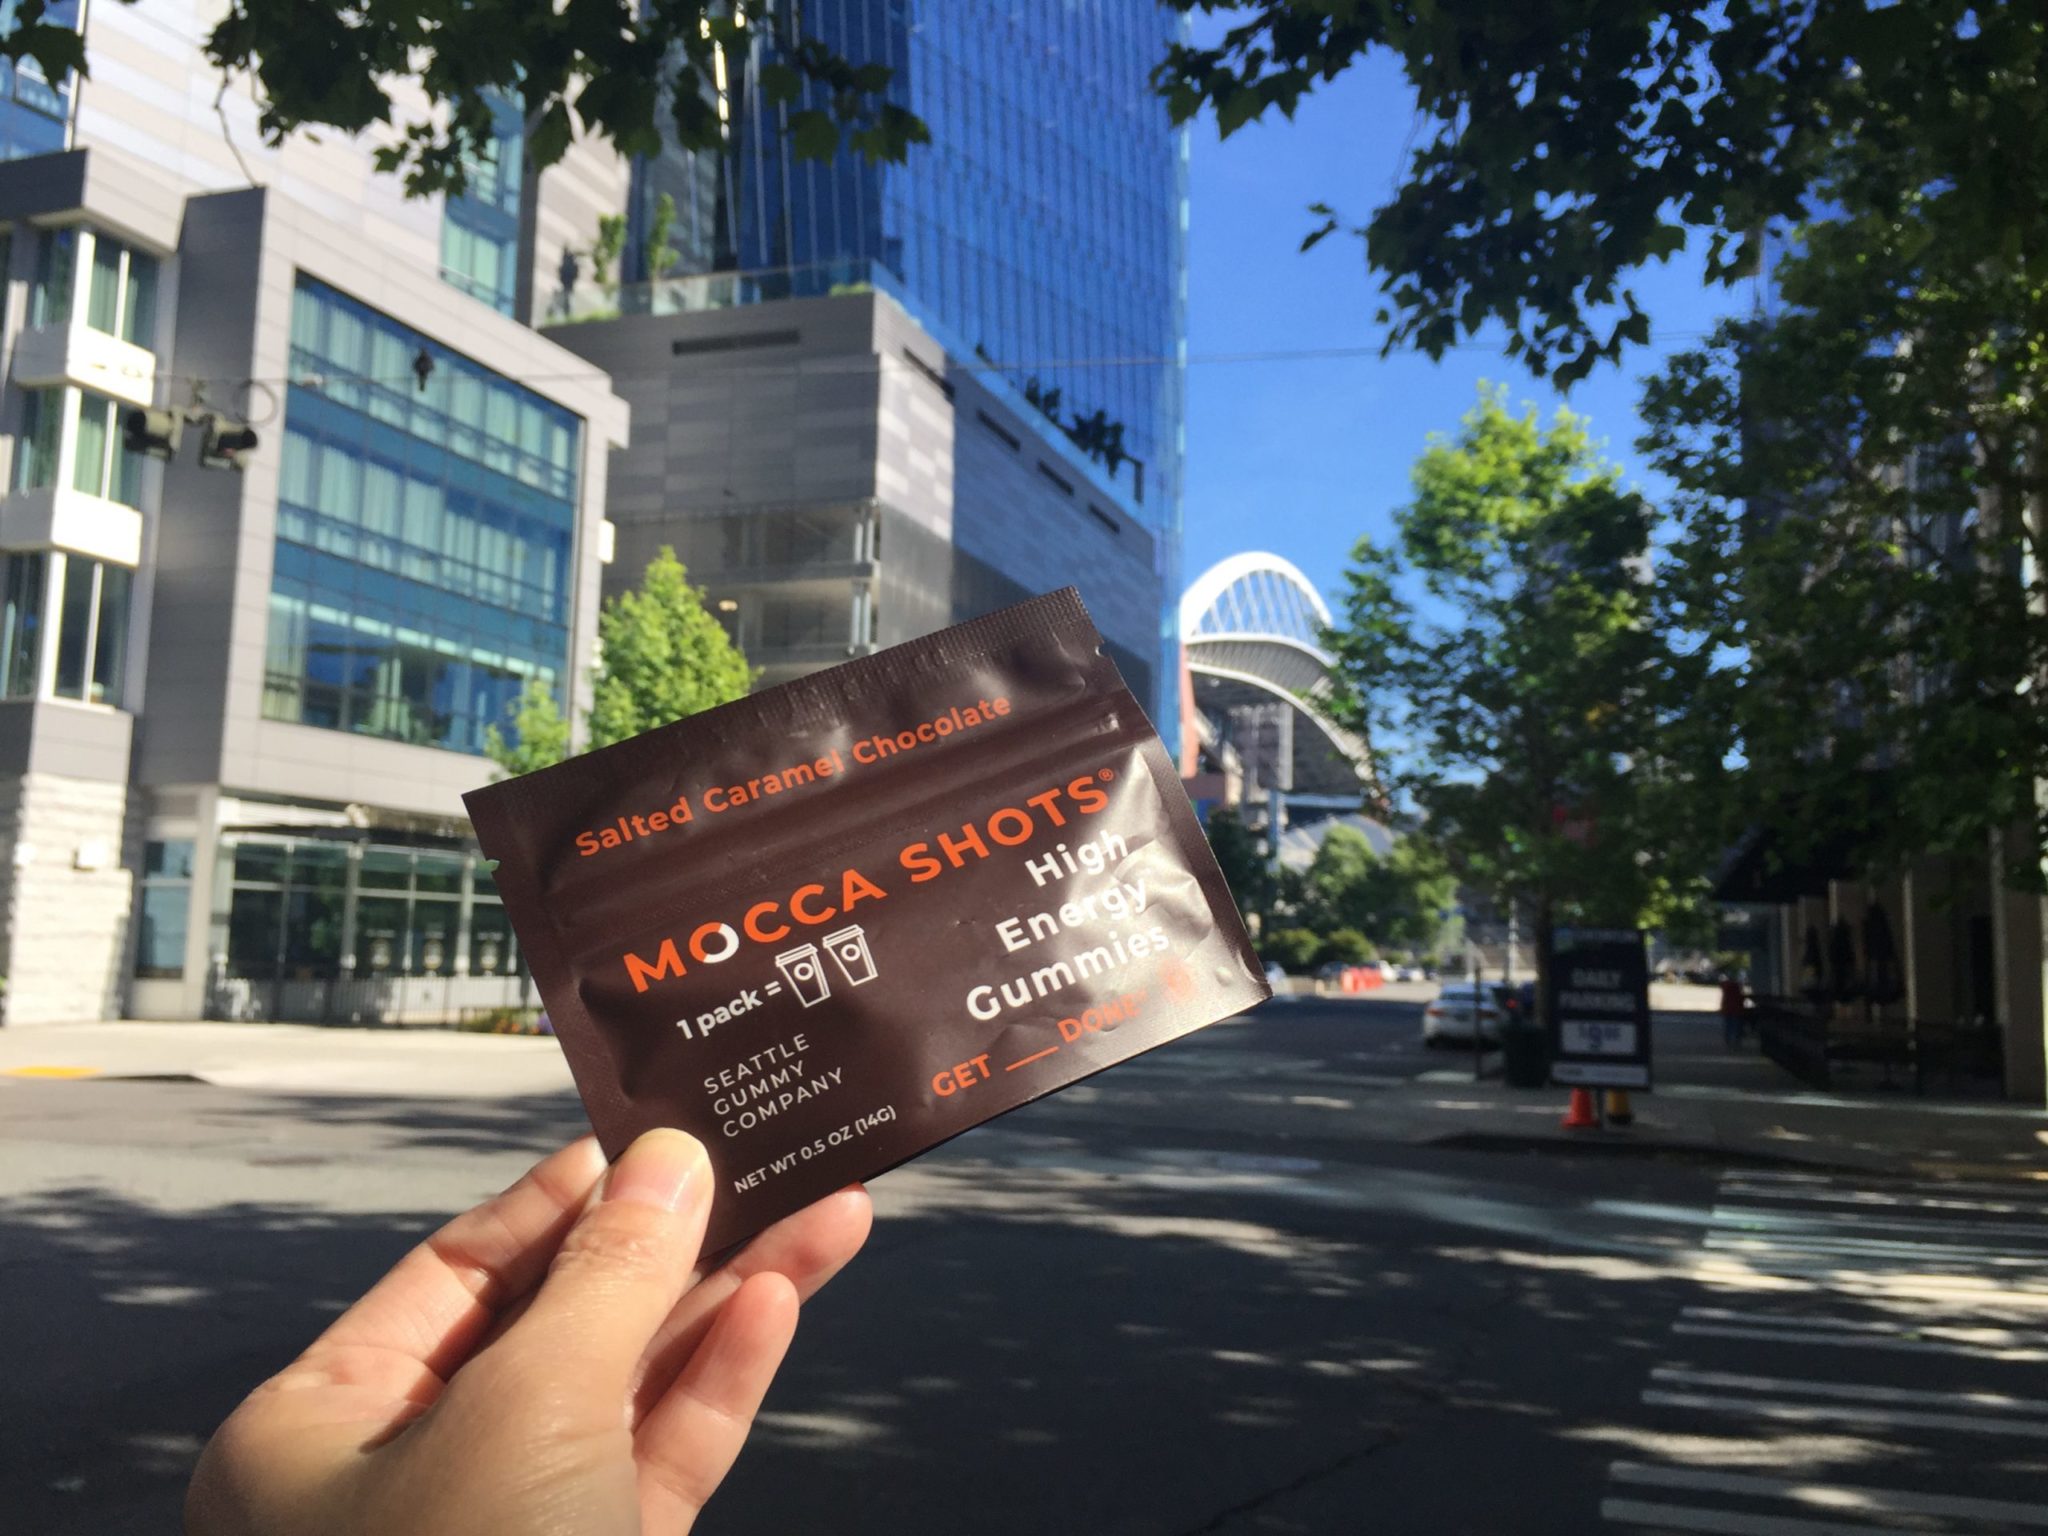 Salted Caramel Chocolate
MOCCA SHOTS®
1 pack =
High
Energy
Gummies
SEATTLE
GUMMY
COMPANY
GET ___ DONE
NET WT 0.5 OZ (14G)
DAILY
PARKING